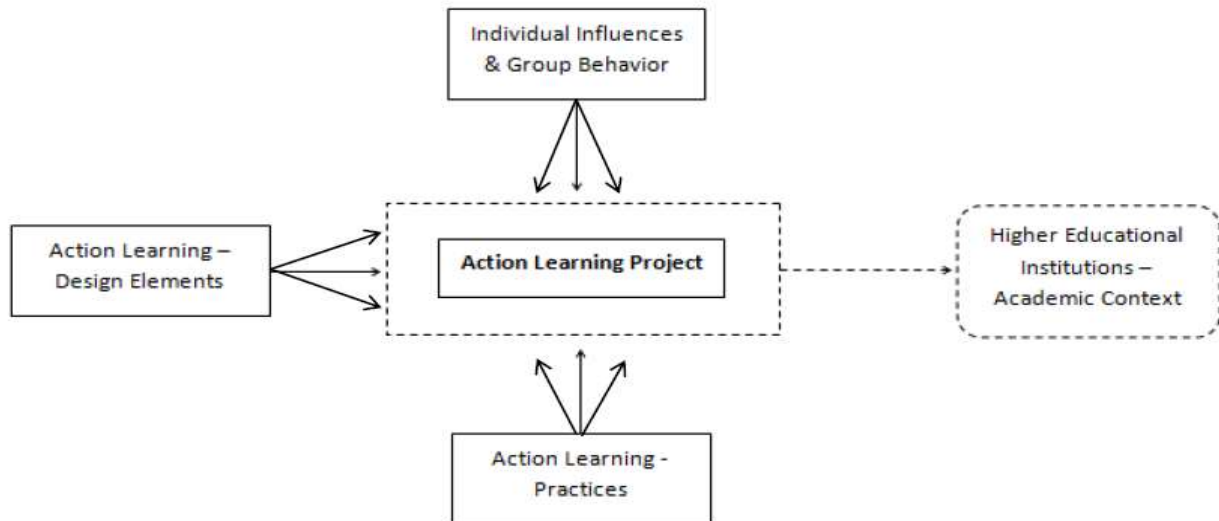 Individual Influences
& Group Behavior
Action Learning –
Design Elements
Action Learning Project
Higher Educational
Institutions –
Academic Context
Action Learning -
Practices